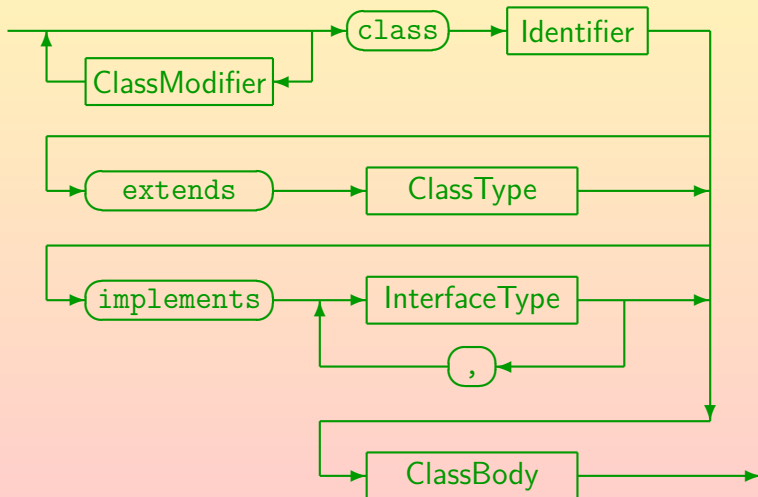 class Identifier
ClassModifier
extends ClassType
implements InterfaceType
,
ClassBody